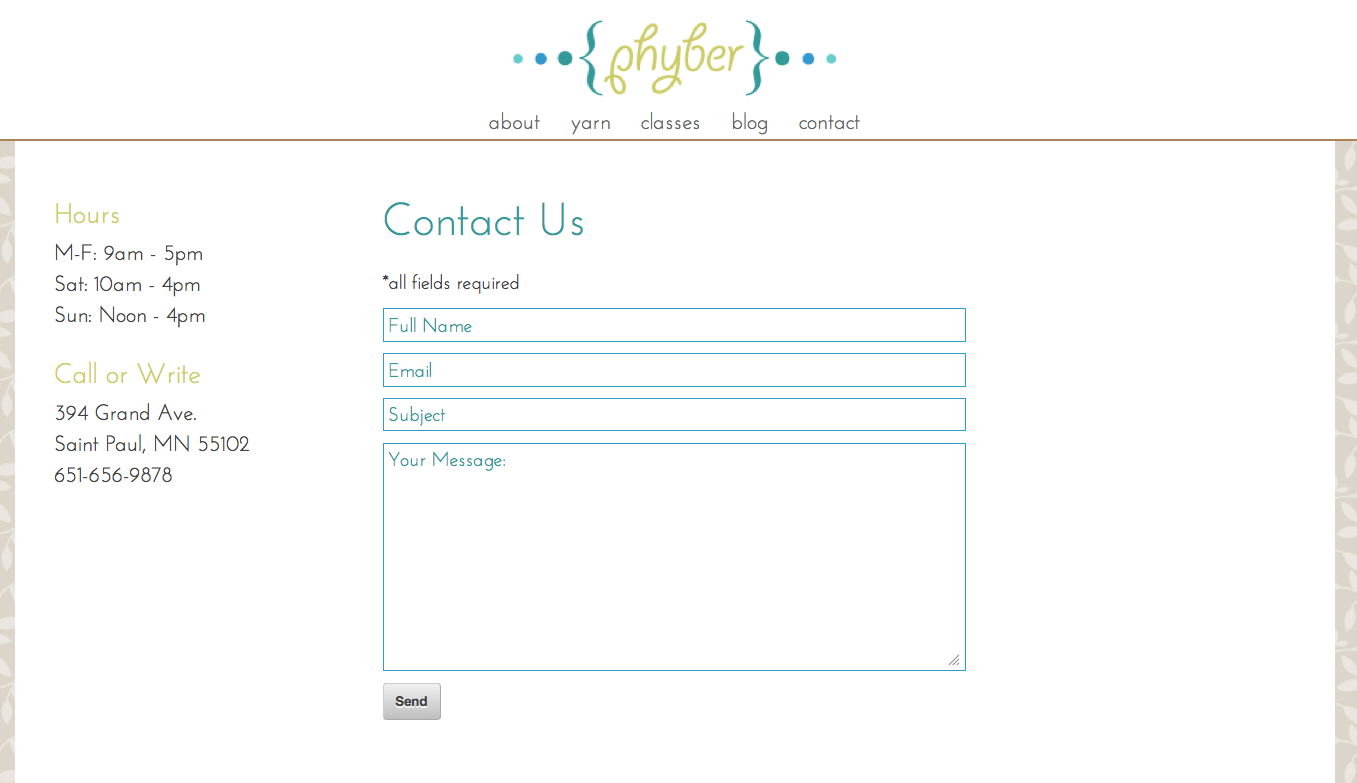 {phyber}
about yarn classes blog contact
Hours
M-F: 9am - 5pm
Sat: 10am - 4pm
Sun: Noon - 4pm
Call or Write
394 Grand Ave.
Saint Paul, MN 55102
651-656-9878
Contact Us
*all fields required
Full Name
Email
Subject
Your Message:
Send